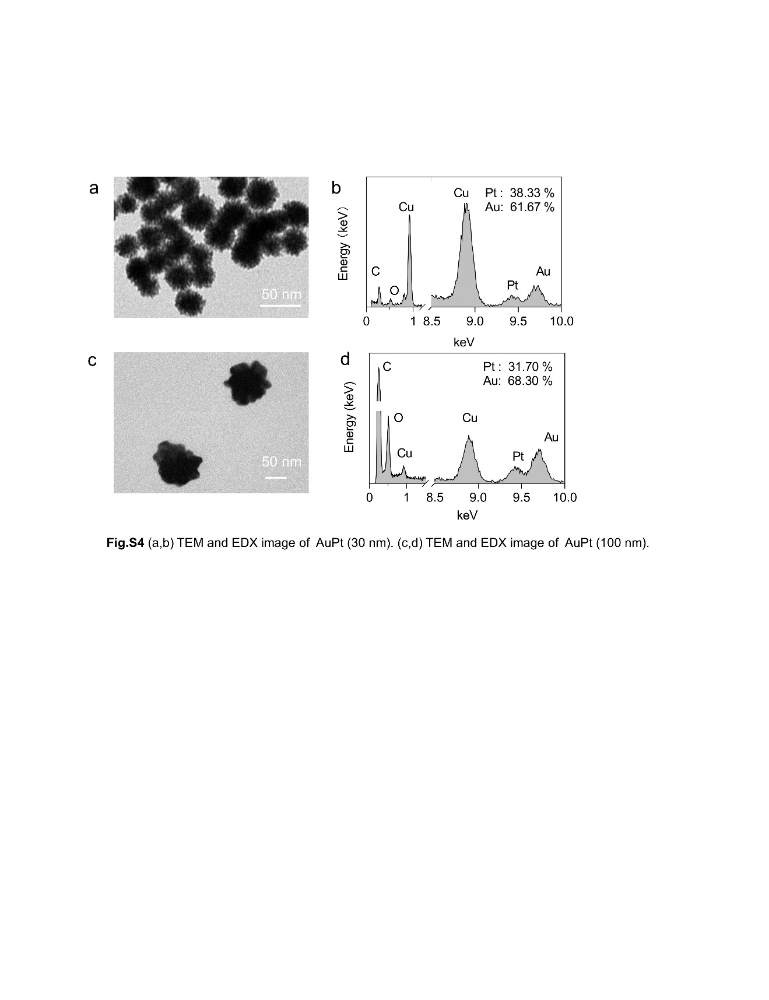 a
50 nm
b
Energy (keV)
C
O
Cu
Cu
Pt : 38.33 %
Au: 61.67 %
Pt
Au
0 1 8.5 9.0 9.5 10.0
keV
c
50 nm
d
Energy (keV)
C
O
Cu
Cu
Pt : 31.70 %
Au: 68.30 %
Pt
Au
0 1 8.5 9.0 9.5 10.0
keV
Fig.S4 (a,b) TEM and EDX image of AuPt (30 nm). (c,d) TEM and EDX image of AuPt (100 nm).